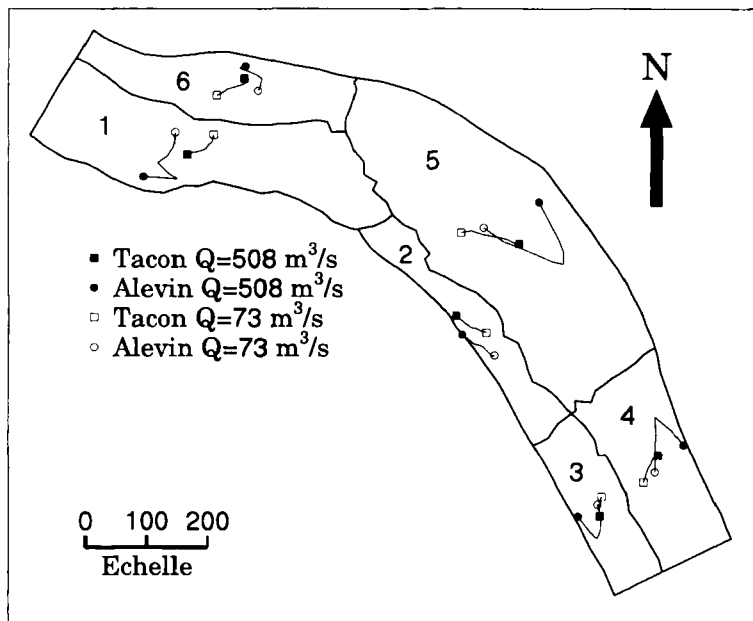 N
6
1
5
2
■ Tacon Q=508 m³/s
● Alevin Q=508 m³/s
□ Tacon Q=73 m³/s
○ Alevin Q=73 m³/s
4
3
0 100 200
Echelle